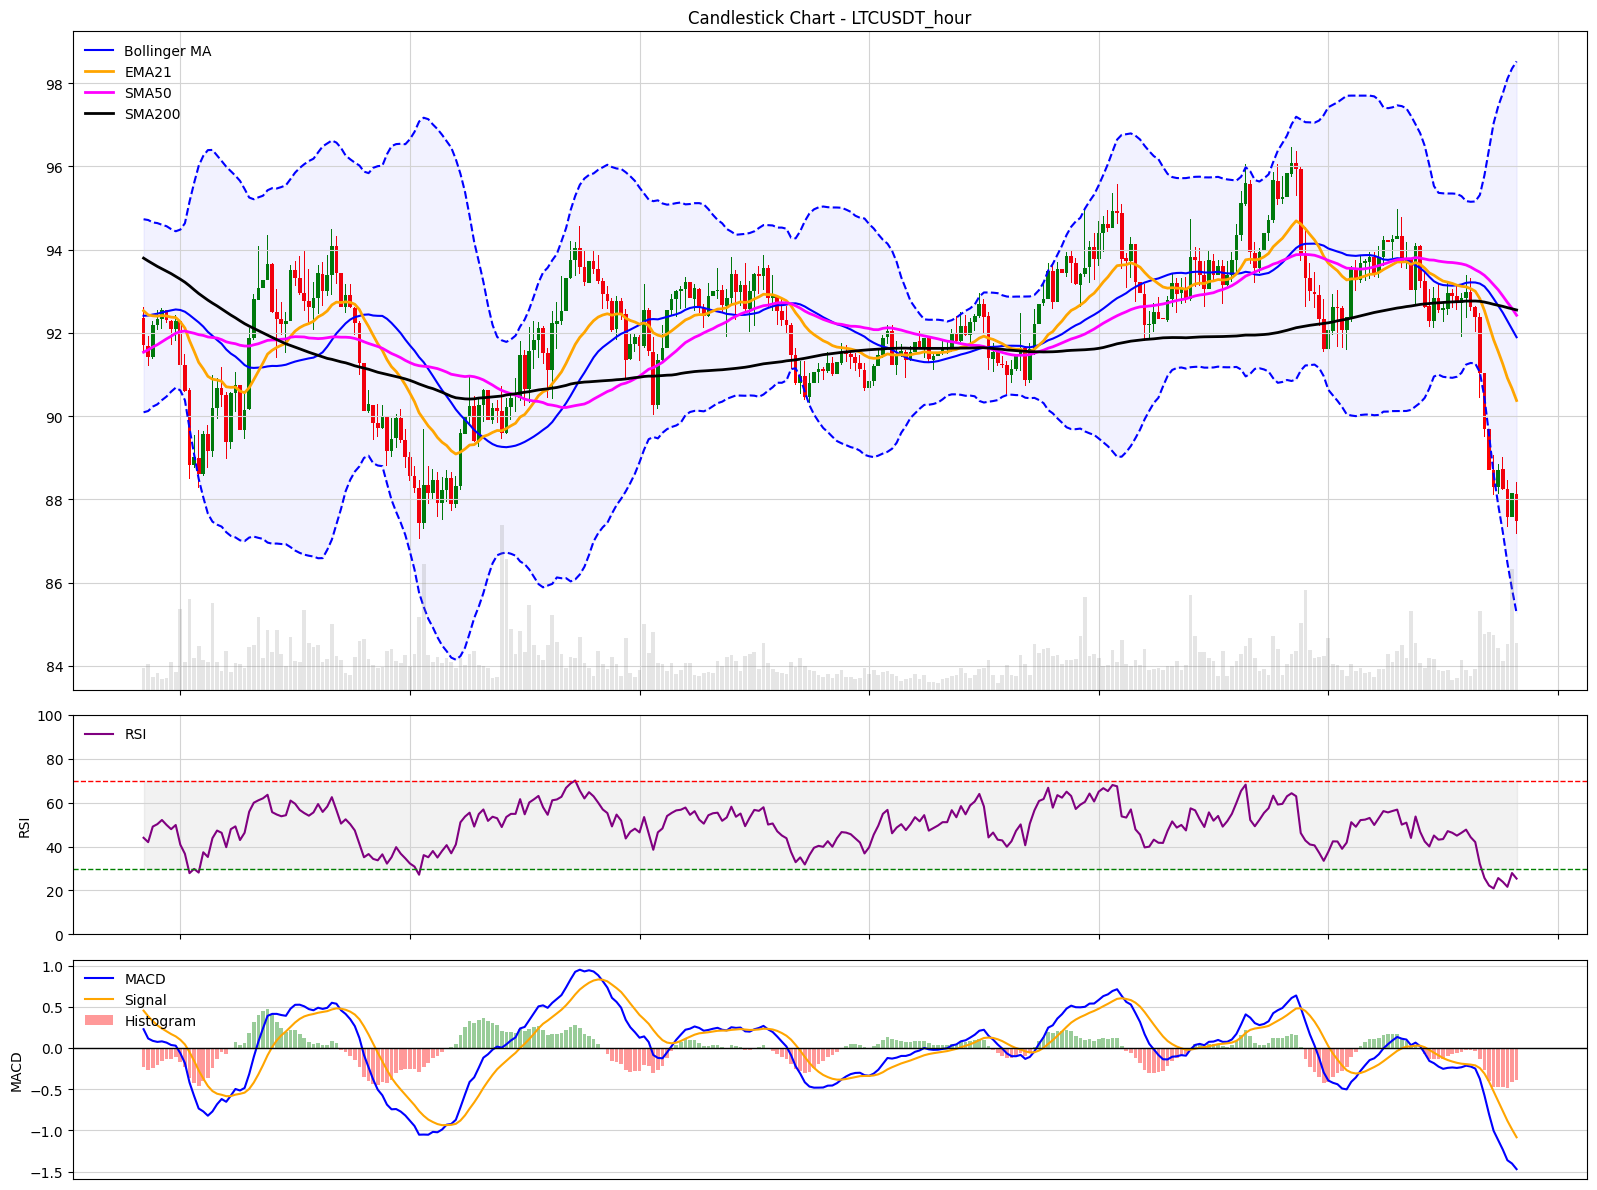 Candlestick Chart - LTCUSDT_hour
Bollinger MA
EMA21
SMA50
SMA200
98
96
94
92
90
88
86
84
RSI
100
80
60
40
20
0
RSI
MACD
Signal
Histogram
1.0
0.5
0.0
−0.5
−1.0
−1.5
MACD